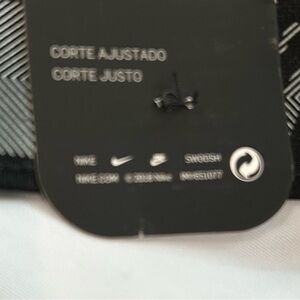 CORTE AJUSTADO
CORTE JUSTO
NIKE SWOOSH
NIKE.COM © 2018 Nike